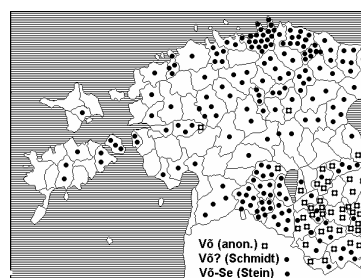 Võ (anon.)
Võ? (Schmidt)
Võ-Se (Stein)